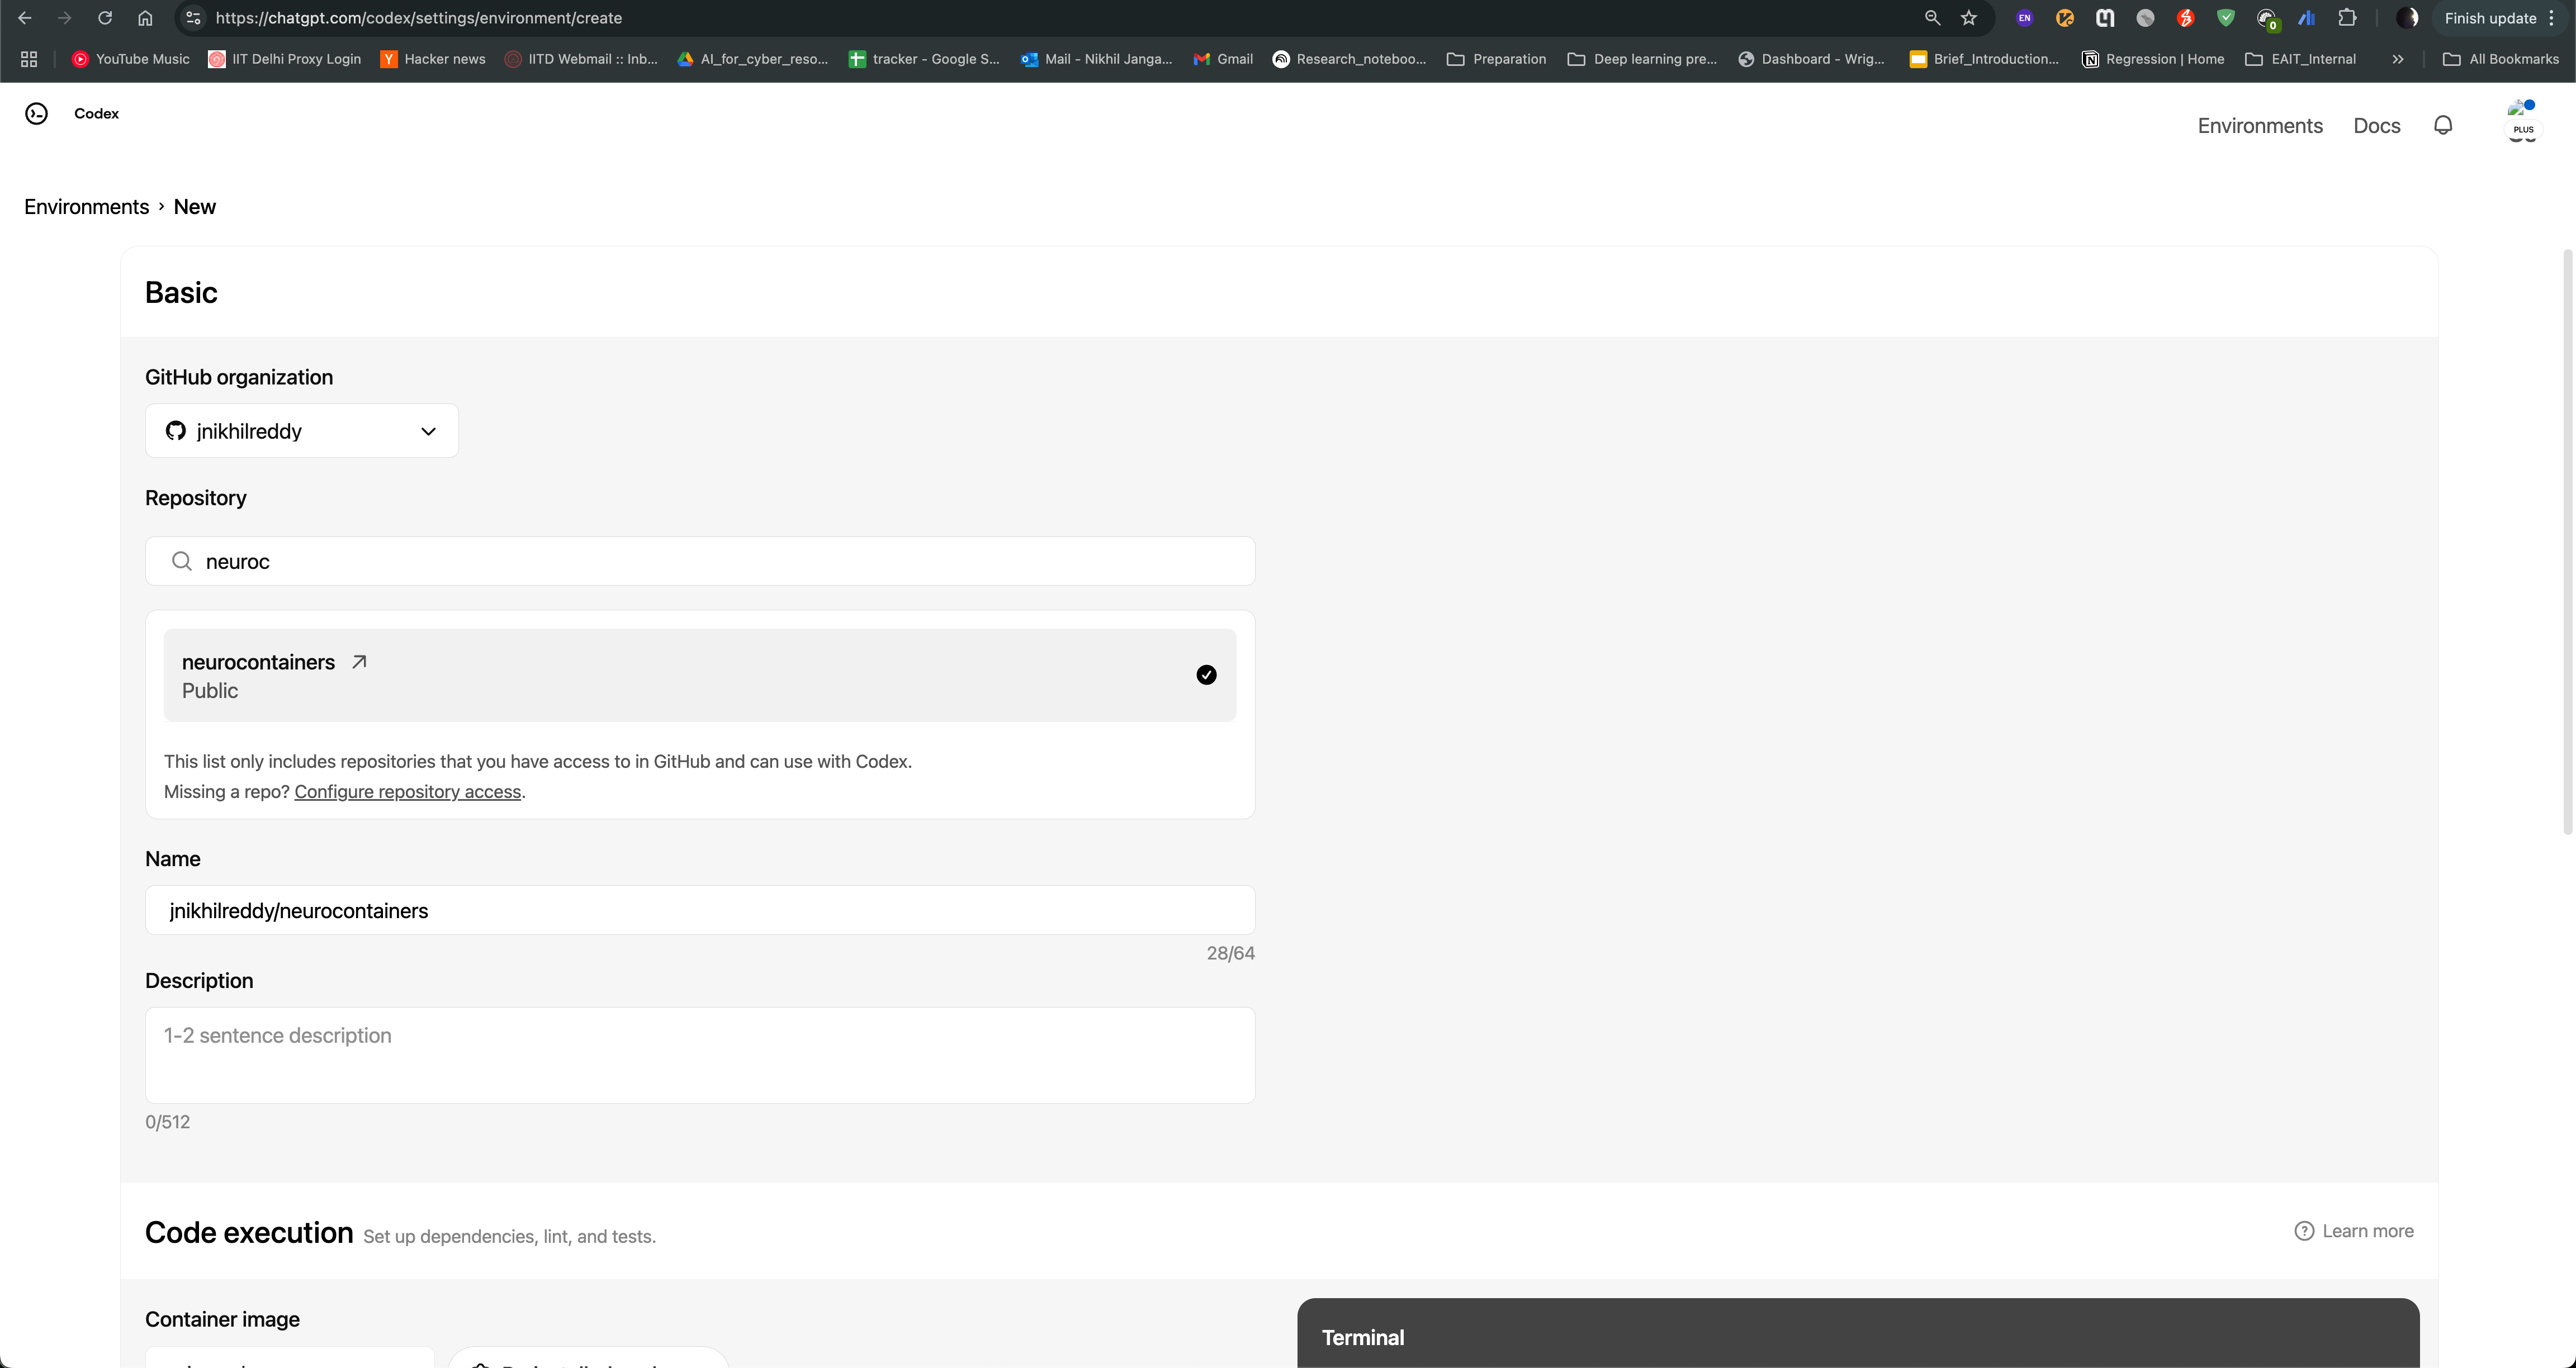 https://chatgpt.com/codex/settings/environment/create
EN
0
Finish update
YouTube Music
IIT Delhi Proxy Login
Hacker news
IITD Webmail :: Inb...
AI_for_cyber_reso...
tracker - Google S...
Mail - Nikhil Janga...
Gmail
Research_noteboo...
Preparation
Deep learning pre...
Dashboard - Wrig...
Brief_Introduction...
Regression | Home
EAIT_Internal
All Bookmarks
Codex
Environments
Docs
PLUS
Environments › New
Basic
GitHub organization
jnikhilreddy
Repository
neuroc
neurocontainers
Public
This list only includes repositories that you have access to in GitHub and can use with Codex.
Missing a repo? Configure repository access.
Name
jnikhilreddy/neurocontainers
28/64
Description
1-2 sentence description
0/512
Code execution Set up dependencies, lint, and tests.
Learn more
Container image
Terminal